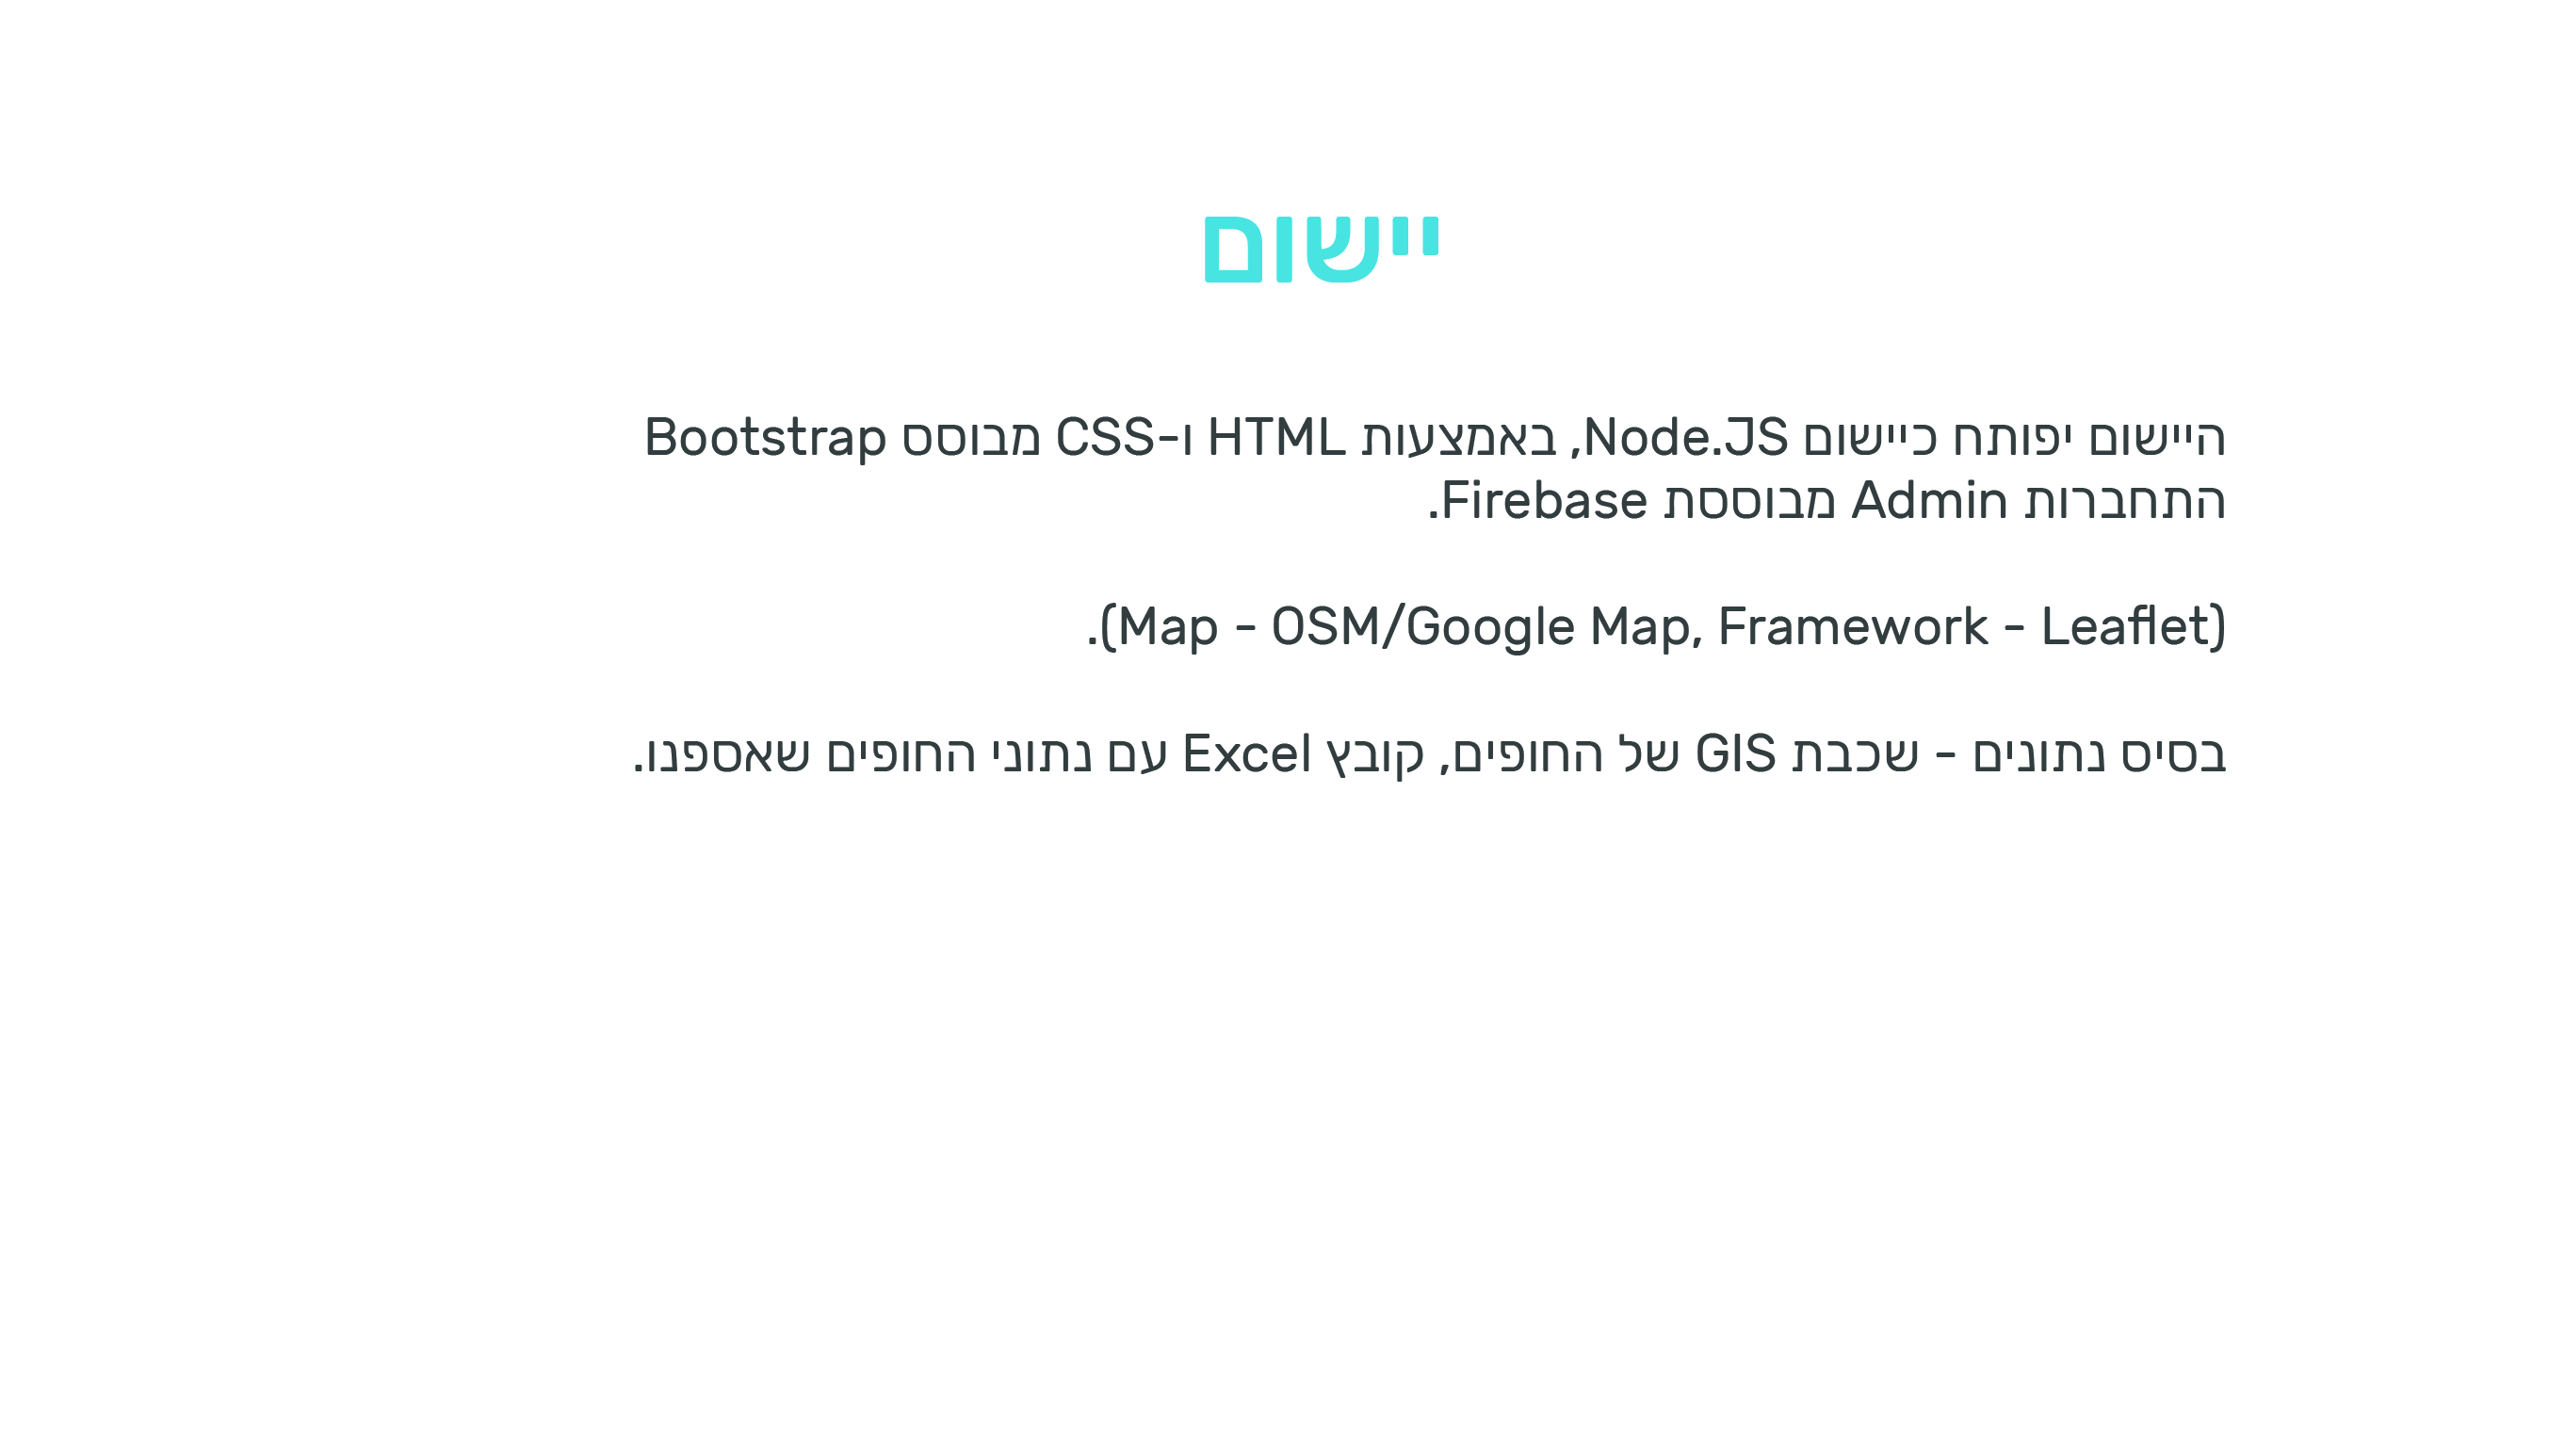 יישום
היישום יפותח כיישום Node.JS, באמצעות HTML ו-CSS מבוסס Bootstrap
התחברות Admin מבוססת Firebase.
(Map - OSM/Google Map, Framework - Leaflet).
בסיס נתונים - שכבת GIS של החופים, קובץ Excel עם נתוני החופים שאספנו.